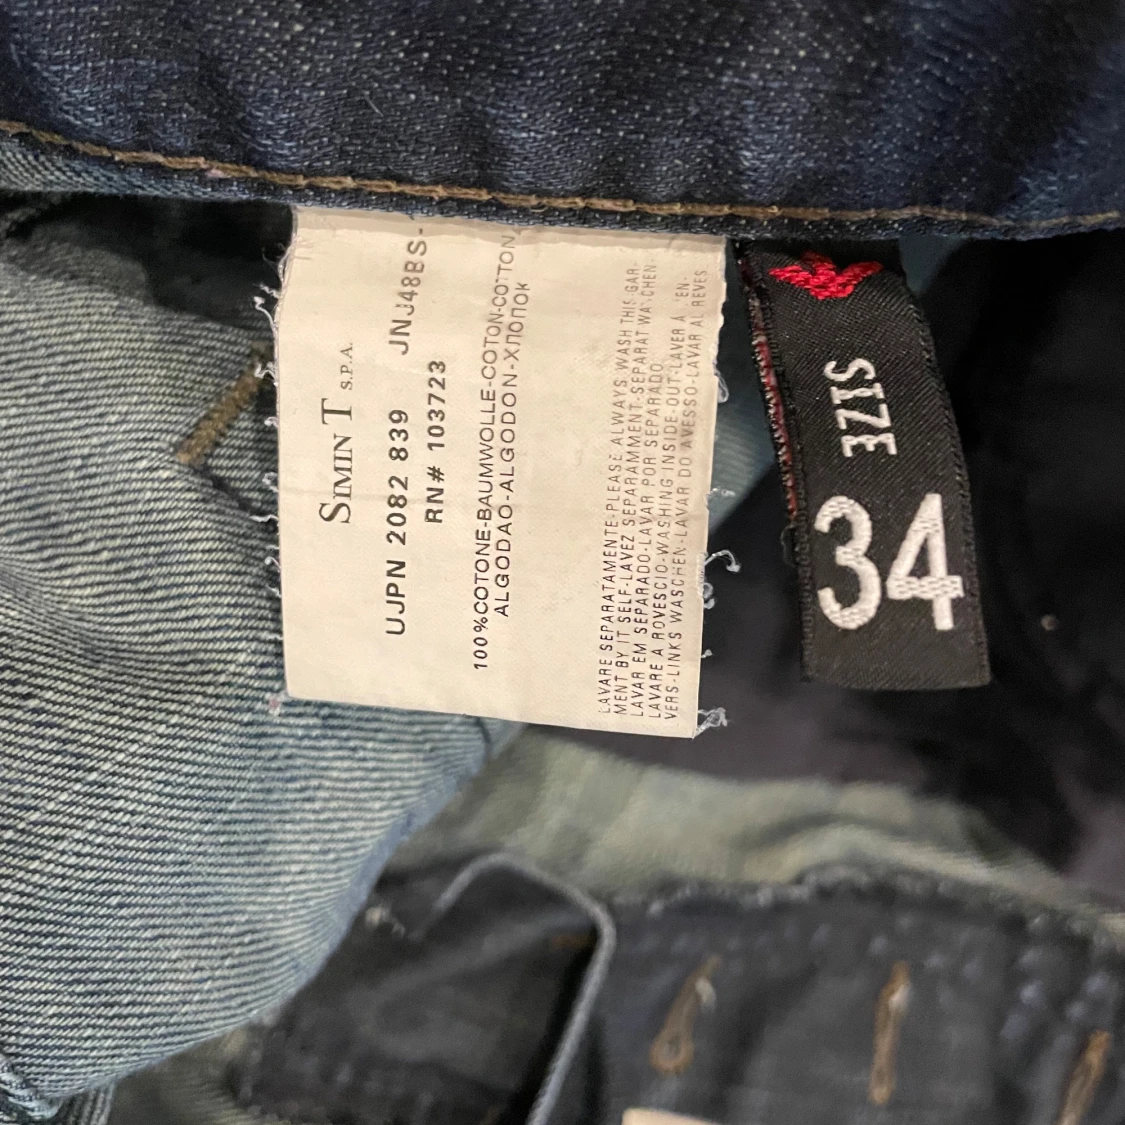 SIMINT S.P.A.
UJPN 2082 839 JNJ48BS-
RN# 103723
100%COTONE-BAUMWOLLE-COTON-COTTON,
ALGODAO-ALGODON-ХЛОПОК
LAVARE SEPARATAMENTE-PLEASE ALWAYS WASH THIS GAR-
MENT BY IT SELF-LAVEZ SEPARAMMENT-SEPARAT WASCHEN-
LAVAR EM SEPARADO-LAVAR POR SEPARADO
LAVARE A ROVESCIO-WASHING INSIDE-OUT-LAVER A L'EN-
VERS-LINKS WASCHEN-LAVAR DO AVESSO-LAVAR AL REVES
SIZE
34